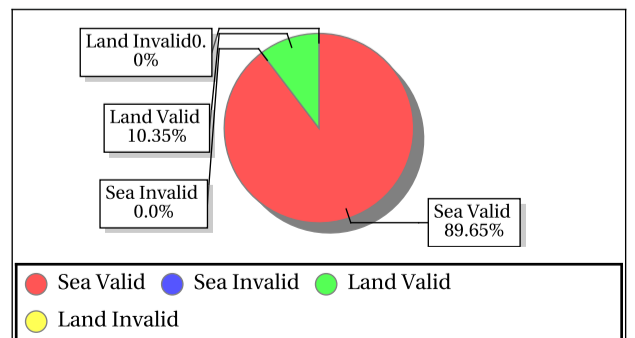 Land Invalid0.
0%
Land Valid
10.35%
Sea Invalid
0.0%
Sea Valid
89.65%
Sea Valid Sea Invalid Land Valid
Land Invalid